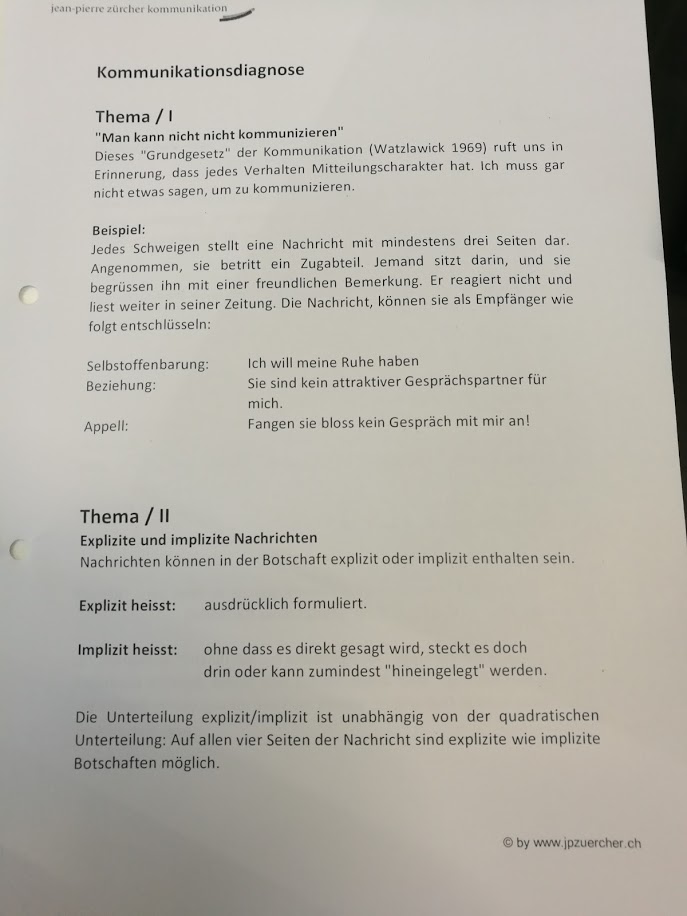 jean-pierre zürcher kommunikation
Kommunikationsdiagnose
Thema / I
"Man kann nicht nicht kommunizieren"
Dieses "Grundgesetz" der Kommunikation (Watzlawick 1969) ruft uns in
Erinnerung, dass jedes Verhalten Mitteilungscharakter hat. Ich muss gar
nicht etwas sagen, um zu kommunizieren.
Beispiel:
Jedes Schweigen stellt eine Nachricht mit mindestens drei Seiten dar.
Angenommen, sie betritt ein Zugabteil. Jemand sitzt darin, und sie
begrüssen ihn mit einer freundlichen Bemerkung. Er reagiert nicht und
liest weiter in seiner Zeitung. Die Nachricht, können sie als Empfänger wie
folgt entschlüsseln:
Selbstoffenbarung: Ich will meine Ruhe haben
Beziehung: Sie sind kein attraktiver Gesprächspartner für
mich.
Appell: Fangen sie bloss kein Gespräch mit mir an!
Thema / II
Explizite und implizite Nachrichten
Nachrichten können in der Botschaft explizit oder implizit enthalten sein.
Explizit heisst: ausdrücklich formuliert.
Implizit heisst: ohne dass es direkt gesagt wird, steckt es doch
drin oder kann zumindest "hineingelegt" werden.
Die Unterteilung explizit/implizit ist unabhängig von der quadratischen
Unterteilung: Auf allen vier Seiten der Nachricht sind explizite wie implizite
Botschaften möglich.
© by www.jpzuercher.ch